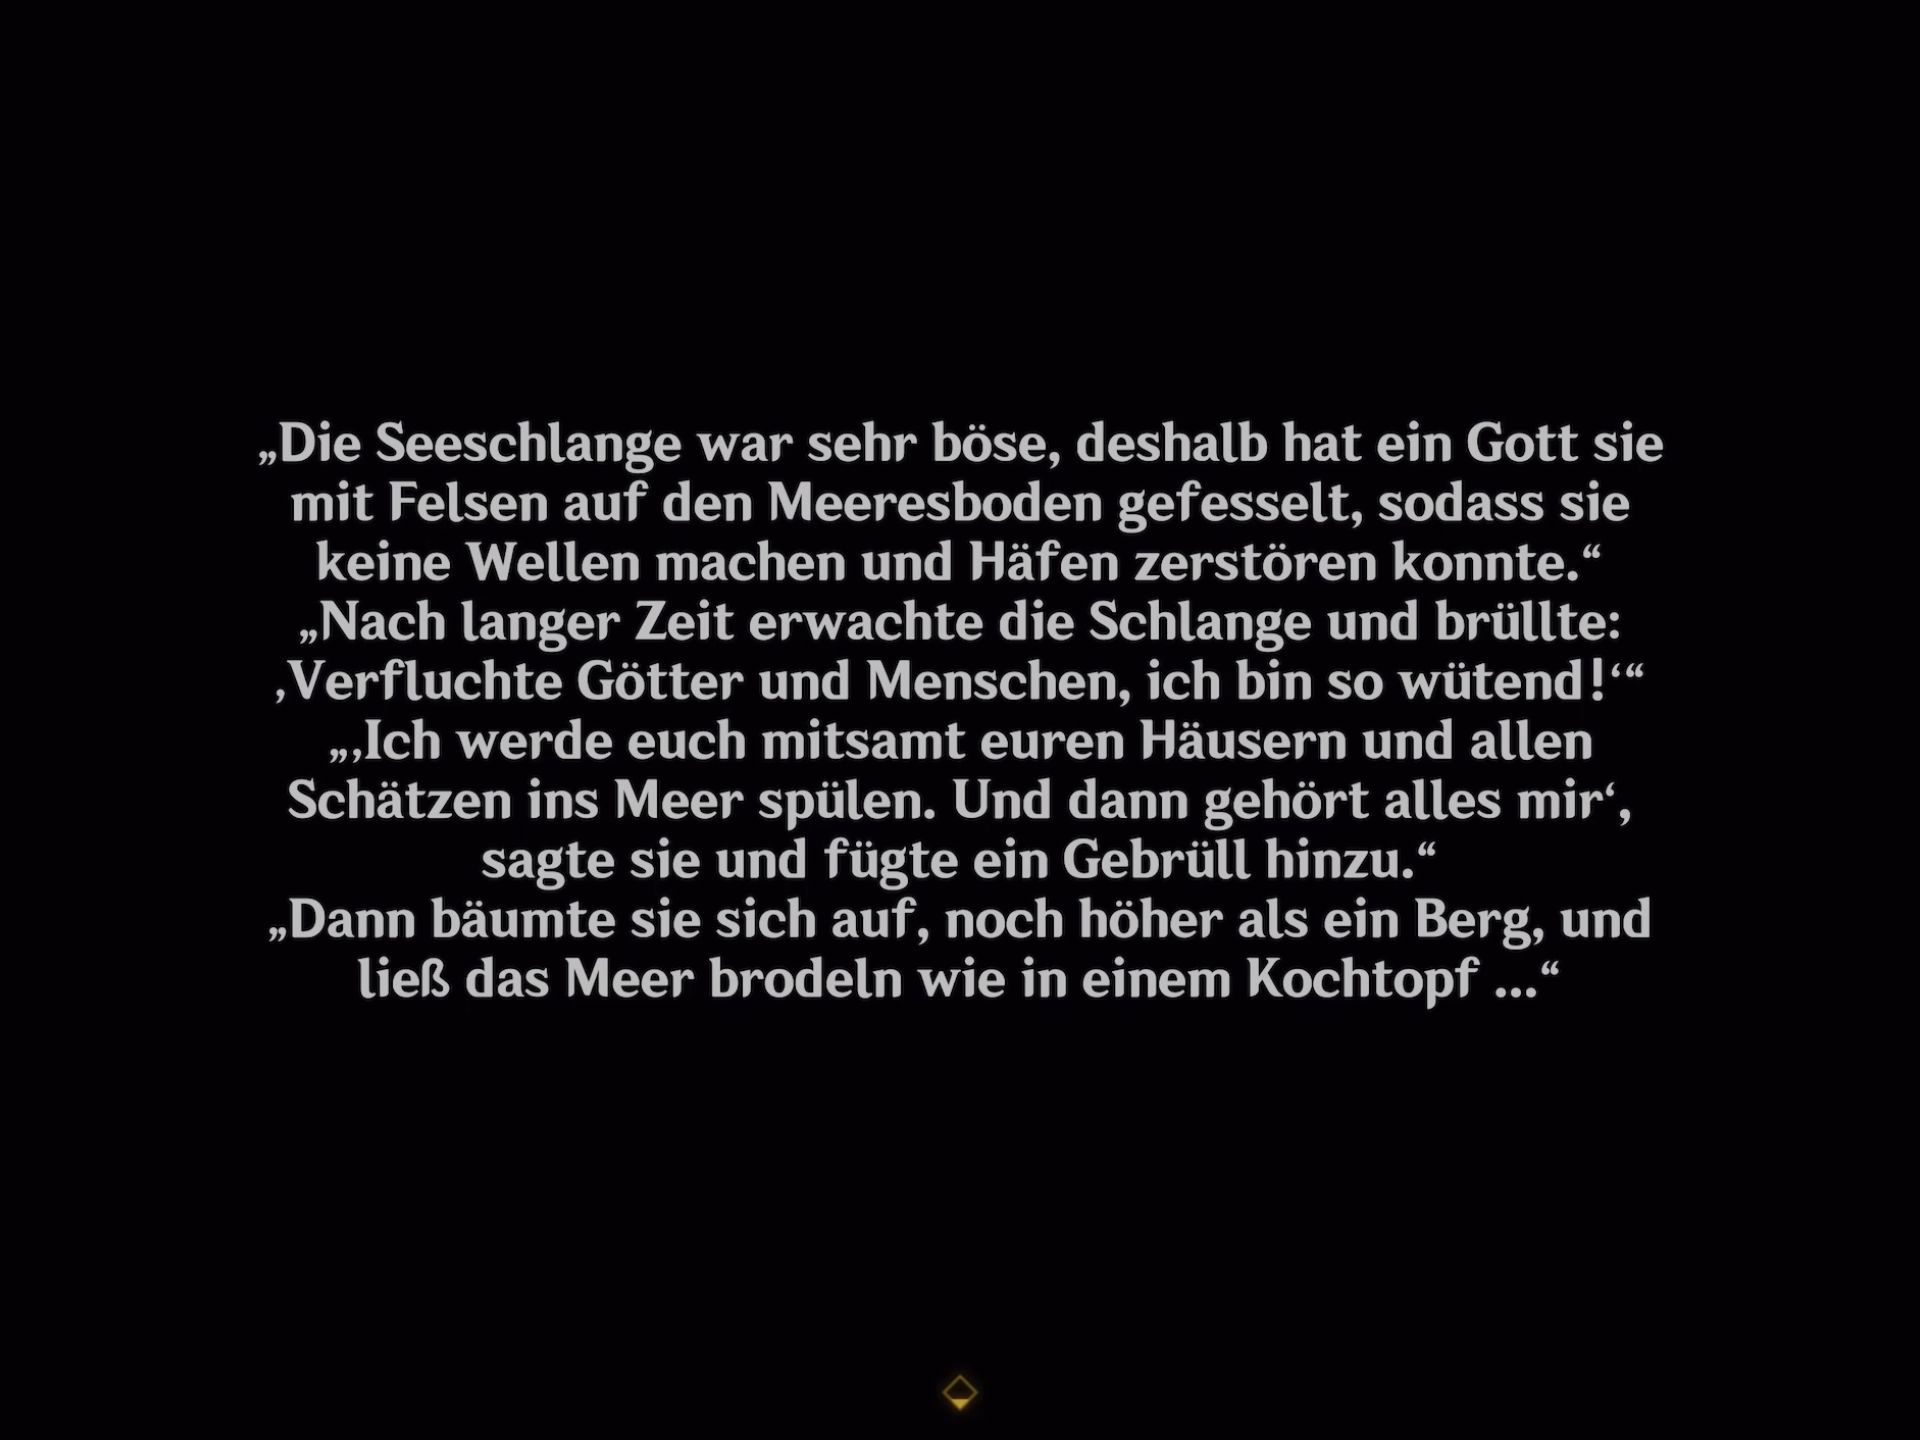 „Die Seeschlange war sehr böse, deshalb hat ein Gott sie
mit Felsen auf den Meeresboden gefesselt, sodass sie
keine Wellen machen und Häfen zerstören konnte.“
„Nach langer Zeit erwachte die Schlange und brüllte:
‚Verfluchte Götter und Menschen, ich bin so wütend!‘“
„‚Ich werde euch mitsamt euren Häusern und allen
Schätzen ins Meer spülen. Und dann gehört alles mir‘,
sagte sie und fügte ein Gebrüll hinzu.“
„Dann bäumte sie sich auf, noch höher als ein Berg, und
ließ das Meer brodeln wie in einem Kochtopf ...“